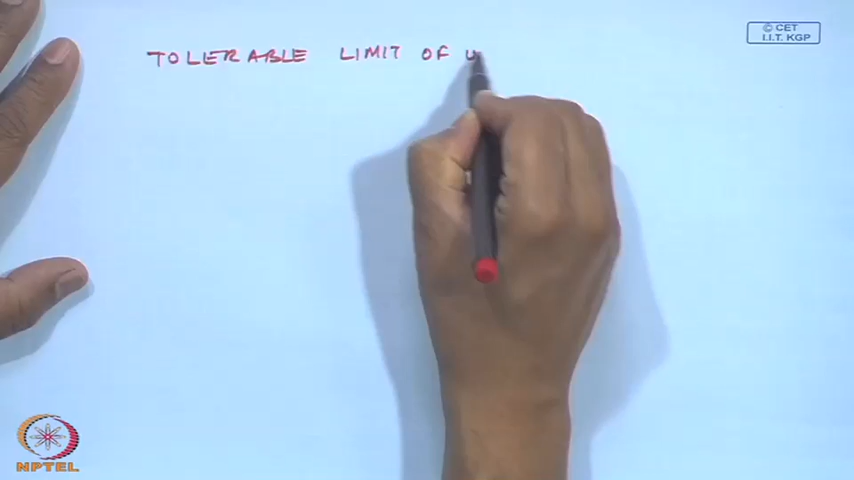 TOLERABLE LIMIT OF
© CET
I.I.T. KGP
NPTEL